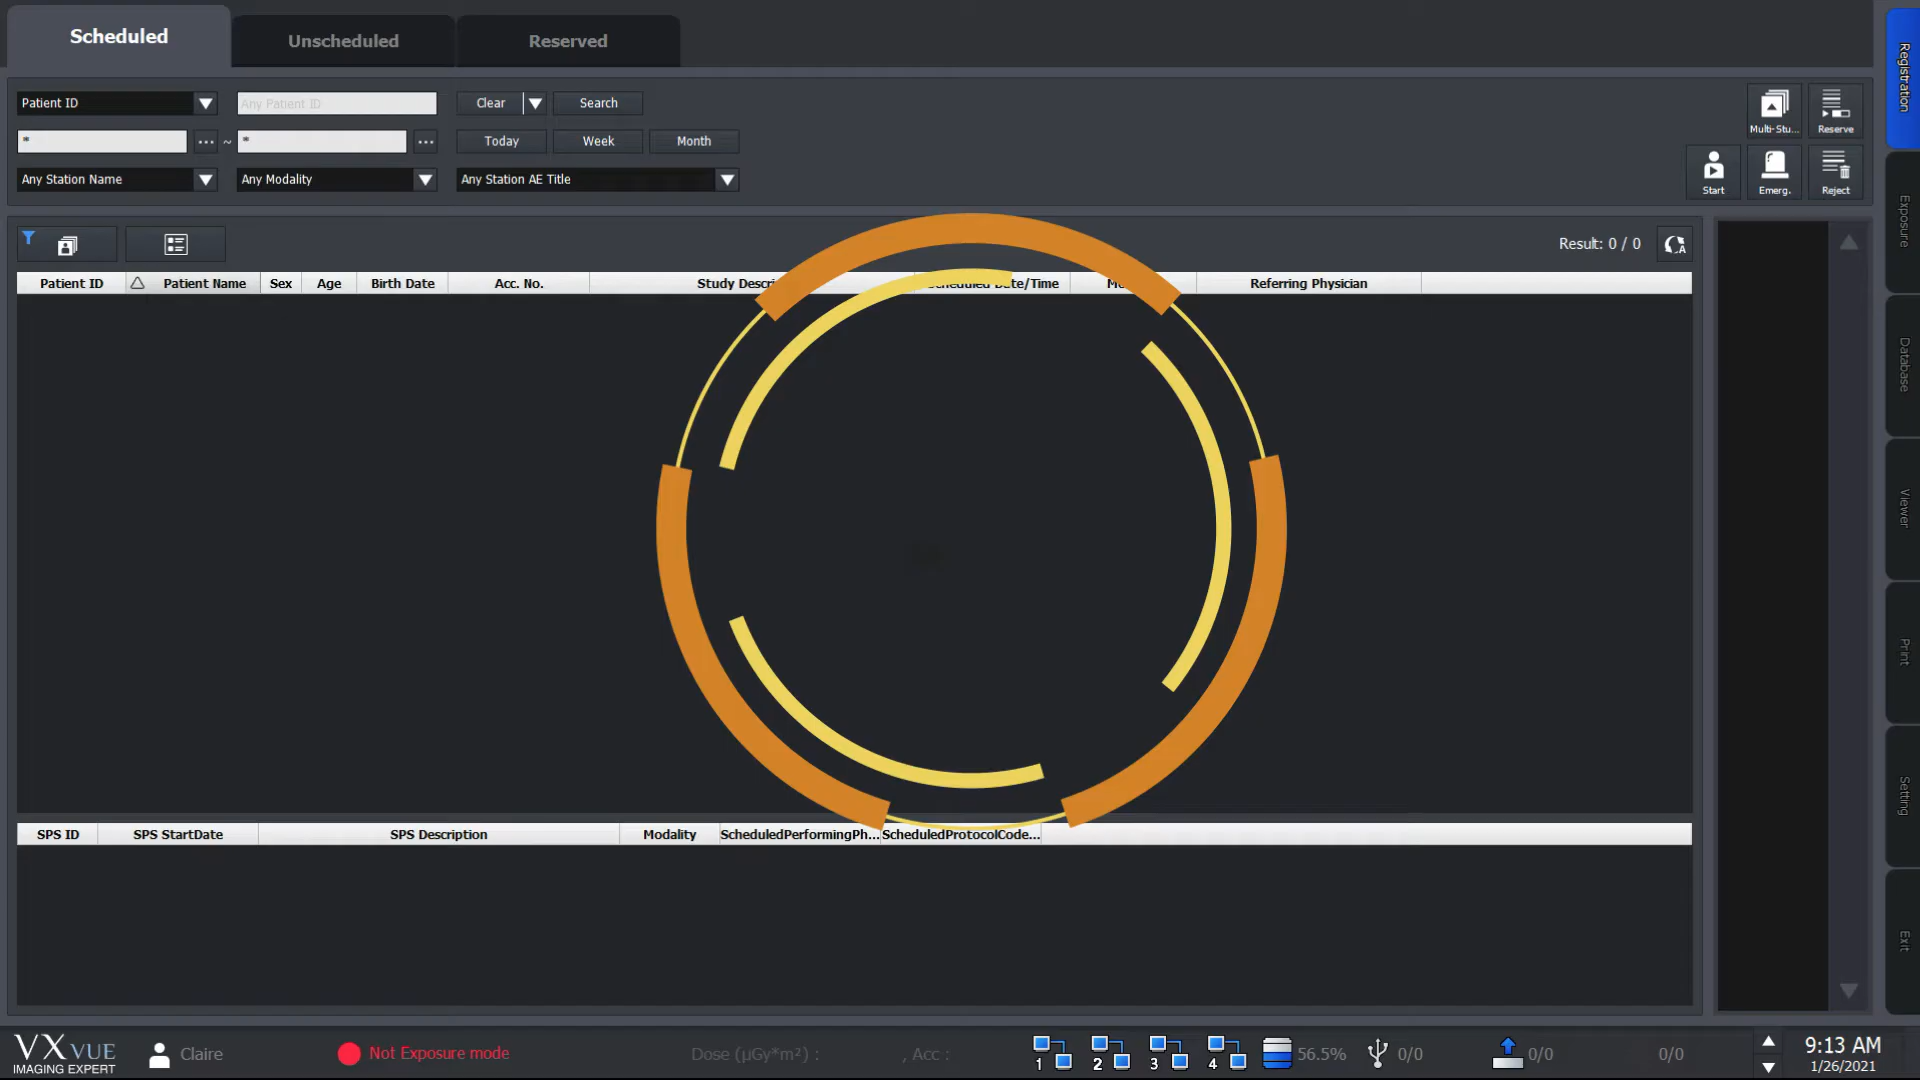 Scheduled
Unscheduled
Reserved
Patient ID
Any Patient ID
Clear
Search
*
...
~
*
...
Today
Week
Month
Any Station Name
Any Modality
Any Station AE Title
Multi-Stu...
Reserve
Start
Emerg.
Reject
Result: 0 / 0
A
Patient ID
Patient Name
Sex
Age
Birth Date
Acc. No.
Study Descri
Date/Time
Referring Physician
SPS ID
SPS StartDate
SPS Description
Modality
ScheduledPerformingPh...
ScheduledProtocolCode...
Registration
Exposure
Database
Viewer
Print
Setting
Exit
VXVUE
IMAGING EXPERT
Claire
Not Exposure mode
Dose (µGy*m²) :
, Acc :
1
2
3
4
56.5%
0/0
0/0
0/0
9:13 AM
1/26/2021